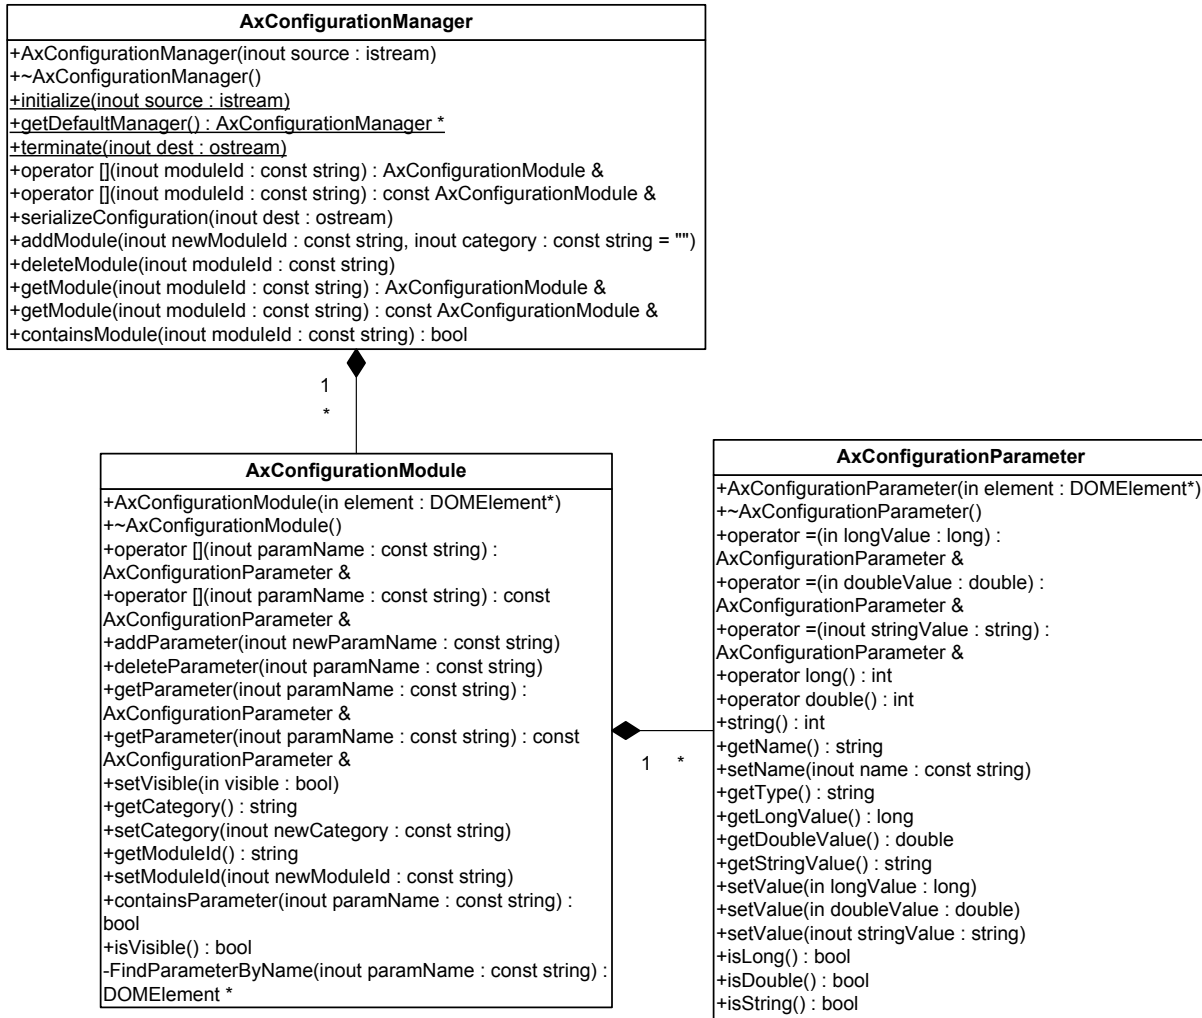 AxConfigurationManager
+AxConfigurationManager(inout source : istream)
+~AxConfigurationManager()
+initialize(inout source : istream)
+getDefaultManager() : AxConfigurationManager *
+terminate(inout dest : ostream)
+operator [](inout moduleId : const string) : AxConfigurationModule &
+operator [](inout moduleId : const string) : const AxConfigurationModule &
+serializeConfiguration(inout dest : ostream)
+addModule(inout newModuleId : const string, inout category : const string = "")
+deleteModule(inout moduleId : const string)
+getModule(inout moduleId : const string) : AxConfigurationModule &
+getModule(inout moduleId : const string) : const AxConfigurationModule &
+containsModule(inout moduleId : const string) : bool
1
*
AxConfigurationModule
+AxConfigurationModule(in element : DOMElement*)
+~AxConfigurationModule()
+operator [](inout paramName : const string) :
AxConfigurationParameter &
+operator [](inout paramName : const string) : const
AxConfigurationParameter &
+addParameter(inout newParamName : const string)
+deleteParameter(inout paramName : const string)
+getParameter(inout paramName : const string) :
AxConfigurationParameter &
+getParameter(inout paramName : const string) : const
AxConfigurationParameter &
+setVisible(in visible : bool)
+getCategory() : string
+setCategory(inout newCategory : const string)
+getModuleId() : string
+setModuleId(inout newModuleId : const string)
+containsParameter(inout paramName : const string) :
bool
+isVisible() : bool
-FindParameterByName(inout paramName : const string) :
DOMElement *
1 *
AxConfigurationParameter
+AxConfigurationParameter(in element : DOMElement*)
+~AxConfigurationParameter()
+operator =(in longValue : long) :
AxConfigurationParameter &
+operator =(in doubleValue : double) :
AxConfigurationParameter &
+operator =(inout stringValue : string) :
AxConfigurationParameter &
+operator long() : int
+operator double() : int
+string() : int
+getName() : string
+setName(inout name : const string)
+getType() : string
+getLongValue() : long
+getDoubleValue() : double
+getStringValue() : string
+setValue(in longValue : long)
+setValue(in doubleValue : double)
+setValue(inout stringValue : string)
+isLong() : bool
+isDouble() : bool
+isString() : bool